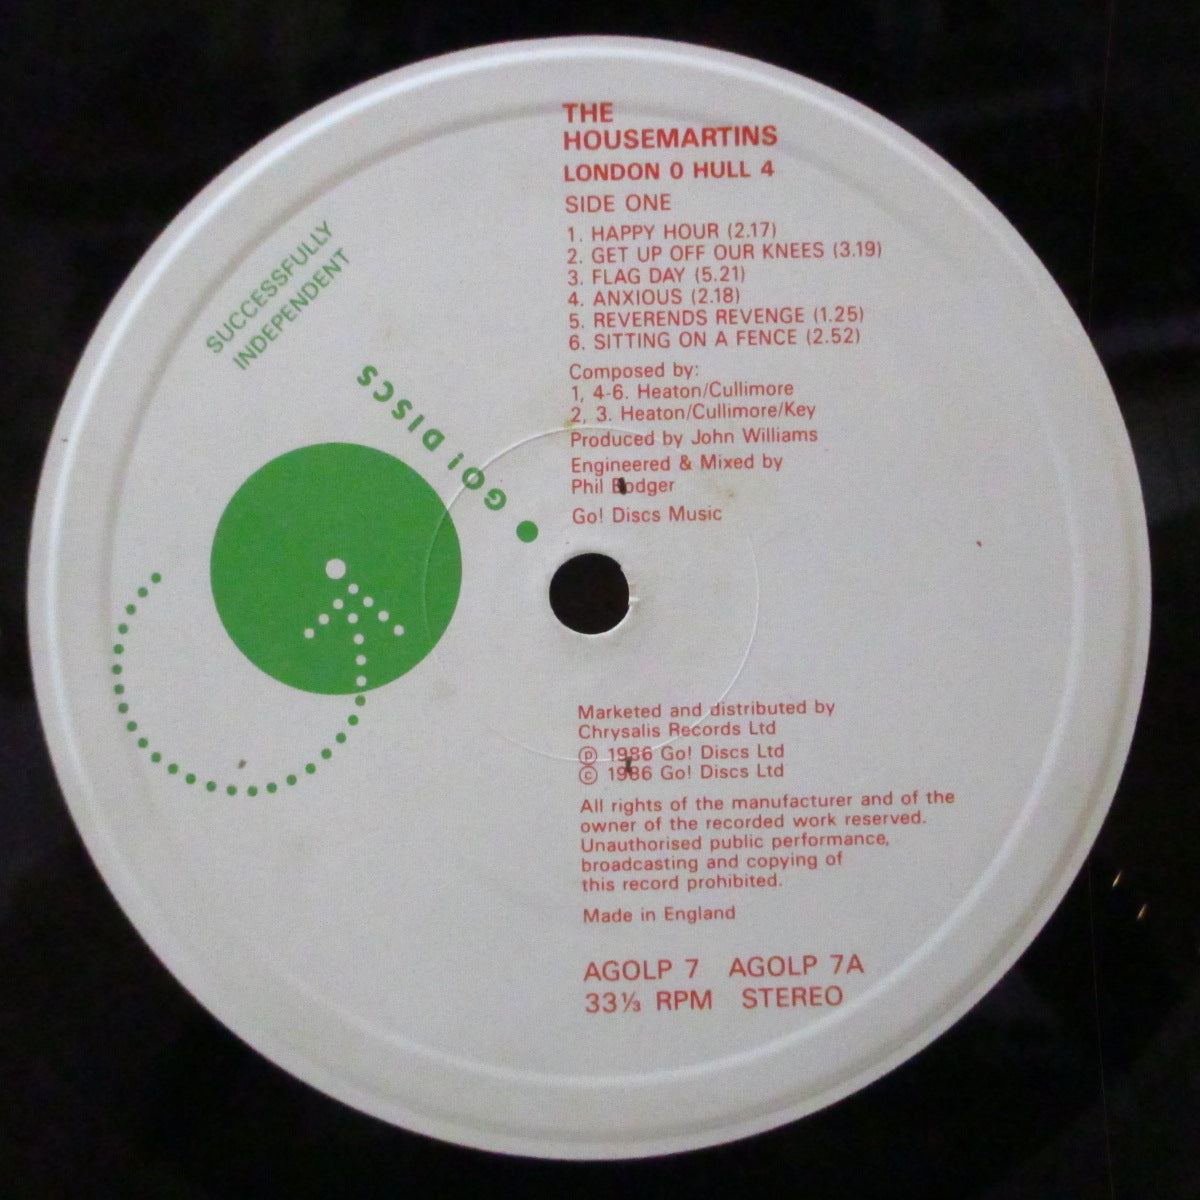 THE
HOUSEMARTINS
LONDON 0 HULL 4
SIDE ONE
1. HAPPY HOUR (2.17)
2. GET UP OFF OUR KNEES (3.19)
3. FLAG DAY (5.21)
4. ANXIOUS (2.18)
5. REVERENDS REVENGE (1.25)
6. SITTING ON A FENCE (2.52)
Composed by:
1, 4-6. Heaton/Cullimore
2, 3. Heaton/Cullimore/Key
Produced by John Williams
Engineered & Mixed by
Phil Bodger
Go! Discs Music
SUCCESSFULLY
INDEPENDENT
GO! DISCS
Marketed and distributed by
Chrysalis Records Ltd
℗ 1986 Go! Discs Ltd
© 1986 Go! Discs Ltd
All rights of the manufacturer and of the
owner of the recorded work reserved.
Unauthorised public performance,
broadcasting and copying of
this record prohibited.
Made in England
AGOLP 7 AGOLP 7A
33⅓ RPM STEREO